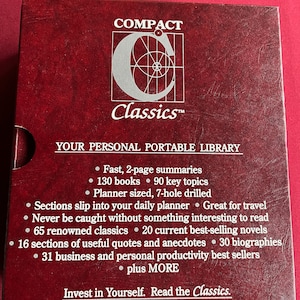 COMPACT
C
Classics™
YOUR PERSONAL PORTABLE LIBRARY
• Fast, 2-page summaries
• 130 books • 90 key topics
• Planner sized, 7-hole drilled
• Sections slip into your daily planner • Great for travel
• Never be caught without something interesting to read
• 65 renowned classics • 20 current best-selling novels
• 16 sections of useful quotes and anecdotes • 30 biographies
• 31 business and personal productivity best sellers
• plus MORE
Invest in Yourself. Read the Classics.